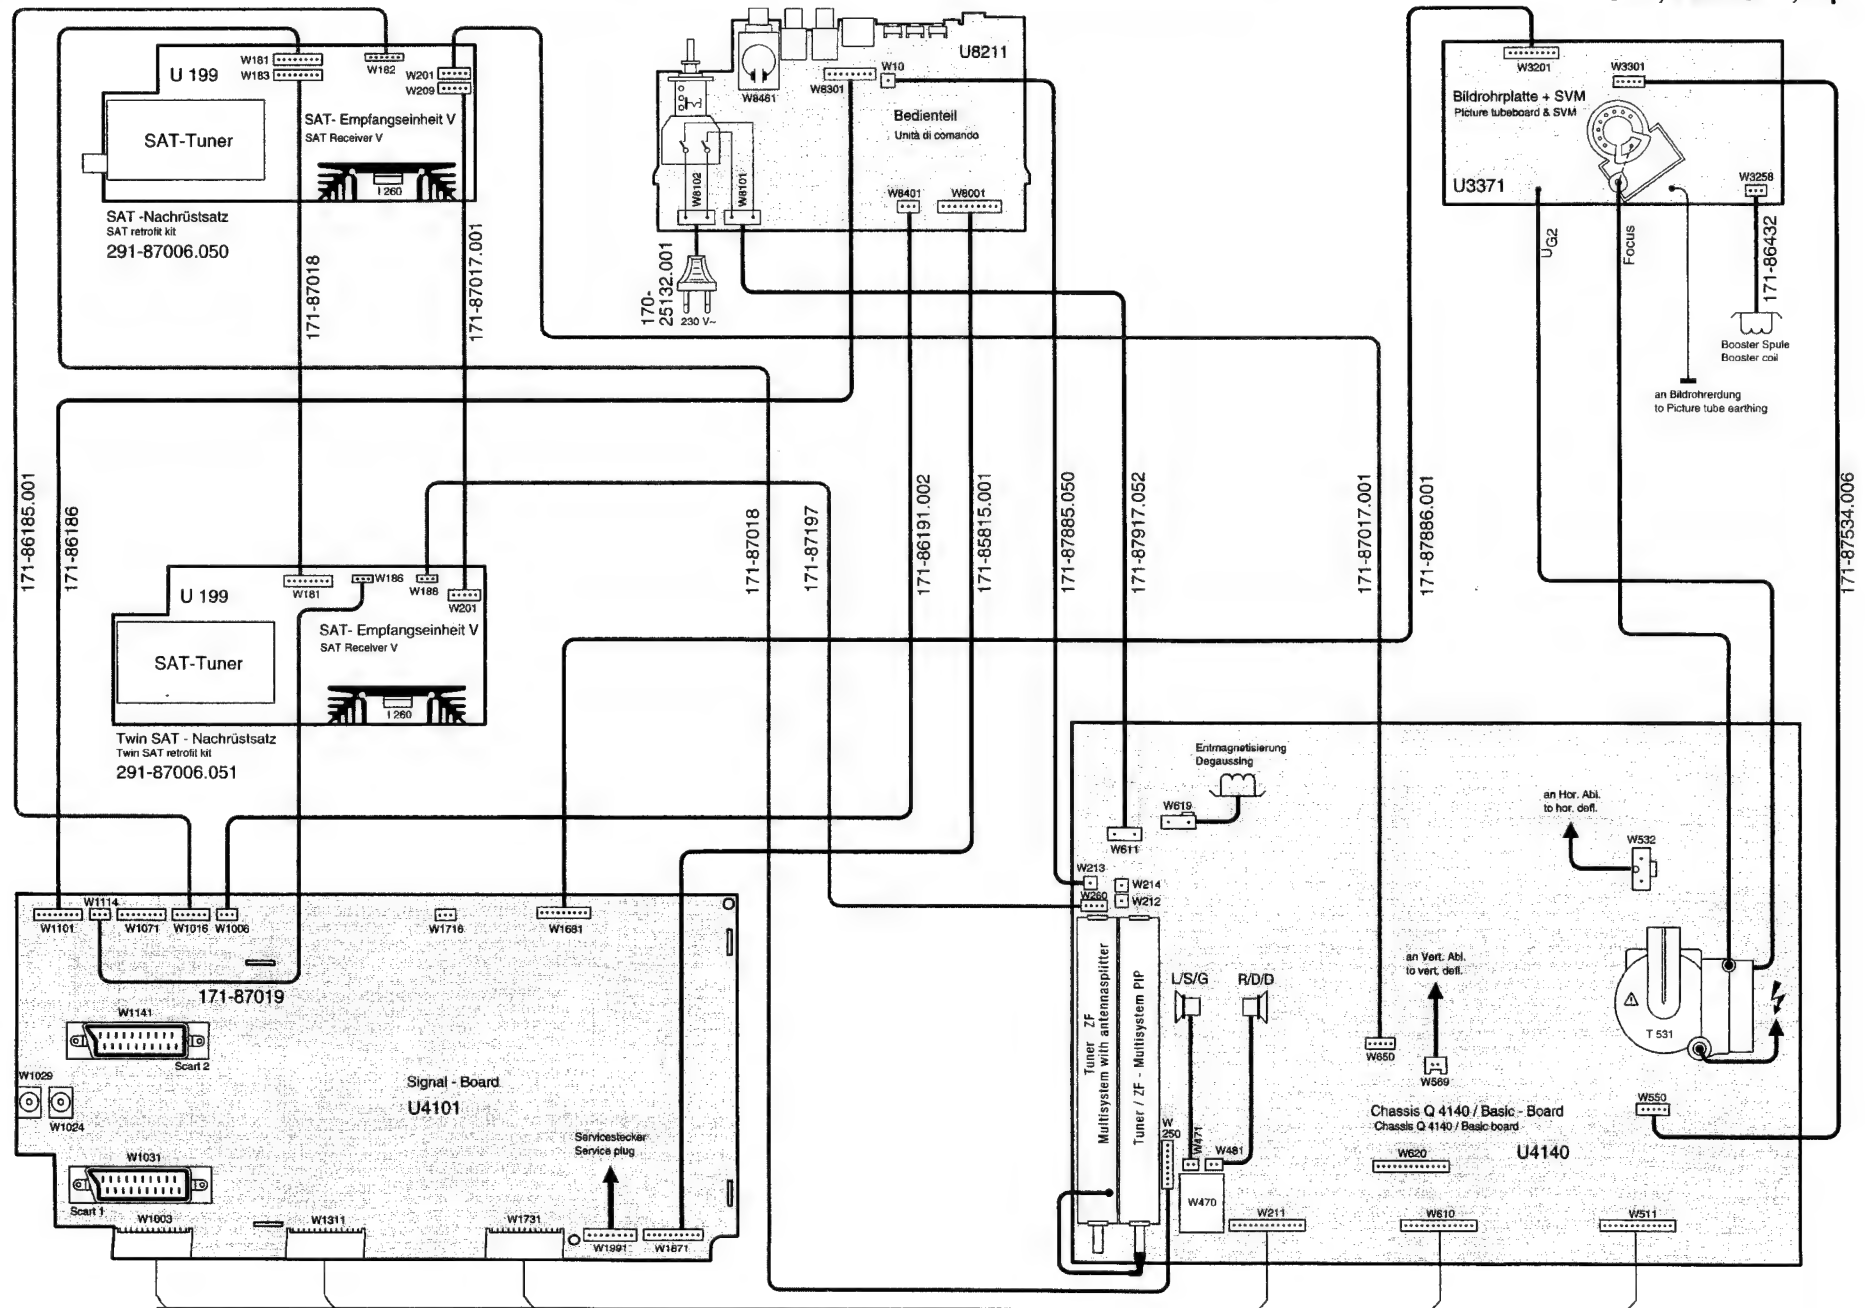 U 199
W181
W183
W182
W201
W209
SAT-Tuner
SAT- Empfangseinheit V
SAT Receiver V
I 260
SAT -Nachrüstsatz
SAT retrofit kit
291-87006.050
171-87018
171-87017.001
U8211
W10
W8461
W8301
Bedienteil
Unità di comando
W8102
W8101
W8401
W8001
170-
25132.001
230 V~
W3201
W3301
Bildrohrplatte + SVM
Picture tubeboard & SVM
U3371
W3258
UG2
Focus
171-86432
Booster Spule
Booster coil
an Bildrohrerdung
to Picture tube earthing
171-86185.001
171-86186
171-87018
171-87197
171-86191.002
171-85815.001
171-87885.050
171-87917.052
171-87017.001
171-87886.001
171-87534.006
U 199
W181
W186
W188
W201
SAT-Tuner
SAT- Empfangseinheit V
SAT Receiver V
I 260
Twin SAT - Nachrüstsatz
Twin SAT retrofit kit
291-87006.051
Entmagnetisierung
Degaussing
W619
W611
an Hor. Abl.
to hor. defl.
W532
W213
W214
W260
W212
W1101
W1114
W1071
W1016
W1006
W1716
W1681
171-87019
W1141
Scart 2
W1029
W1024
Signal - Board
U4101
Servicestecker
Service plug
W1031
Scart 1
W1003
W1311
W1731
W1991
W1871
Tuner ZF
Multisystem with antennasplitter
Tuner / ZF - Multisystem PIP
L/S/G
R/D/D
W
250
W471
W481
W470
an Vert. Abl.
to vert. defl.
W650
W569
T 531
W550
Chassis Q 4140 / Basic - Board
Chassis Q 4140 / Basic board
U4140
W620
W211
W610
W511